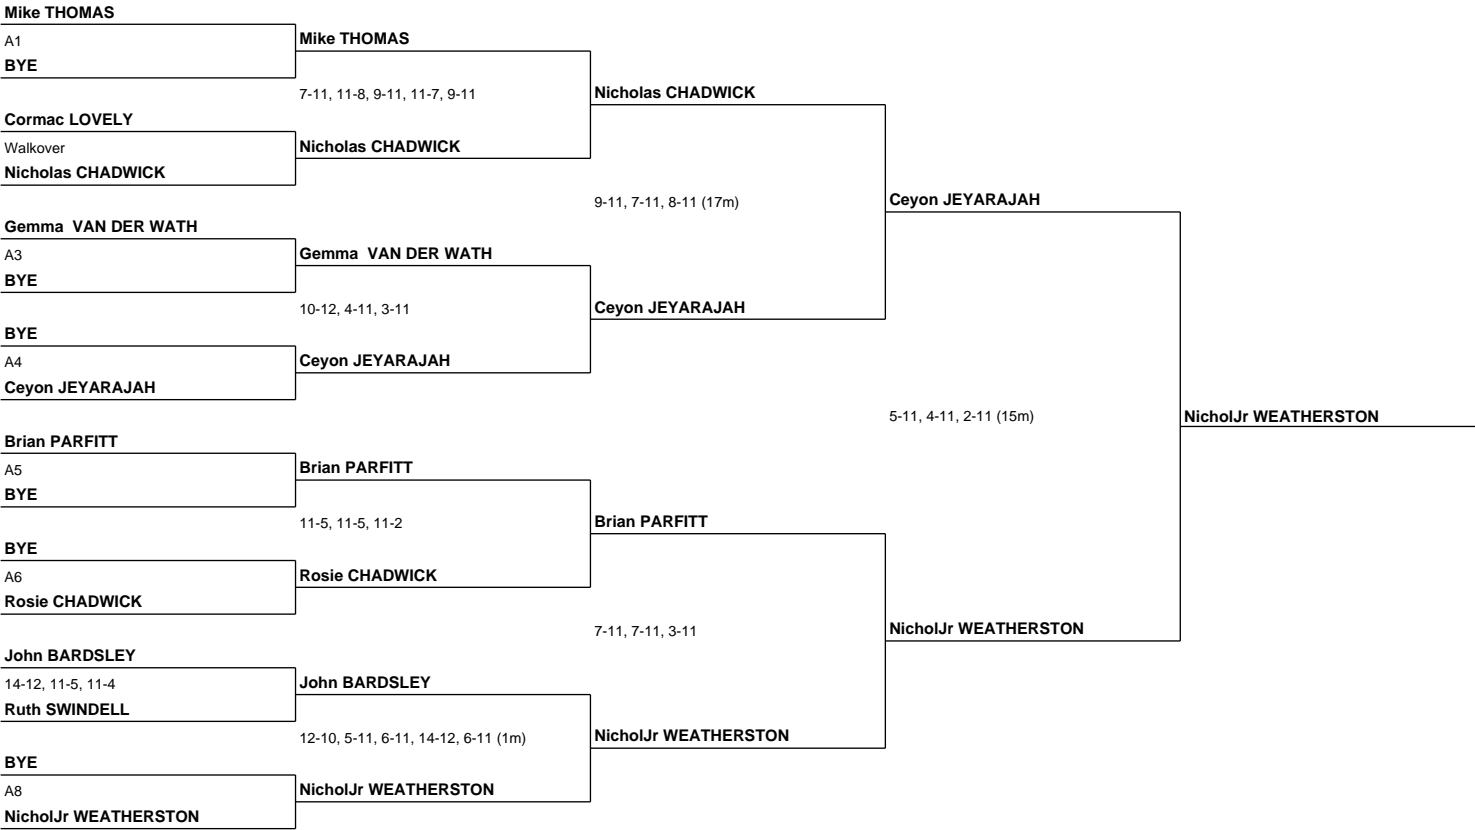 Mike THOMAS
A1
BYE
Cormac LOVELY
Walkover
Nicholas CHADWICK
Gemma  VAN DER WATH
A3
BYE
BYE
A4
Ceyon JEYARAJAH
Brian PARFITT
A5
BYE
BYE
A6
Rosie CHADWICK
John BARDSLEY
14-12, 11-5, 11-4
Ruth SWINDELL
BYE
A8
NicholJr WEATHERSTON
Mike THOMAS
7-11, 11-8, 9-11, 11-7, 9-11
Nicholas CHADWICK
Gemma  VAN DER WATH
10-12, 4-11, 3-11
Ceyon JEYARAJAH
Brian PARFITT
11-5, 11-5, 11-2
Rosie CHADWICK
John BARDSLEY
12-10, 5-11, 6-11, 14-12, 6-11 (1m)
NicholJr WEATHERSTON
Nicholas CHADWICK
9-11, 7-11, 8-11 (17m)
Ceyon JEYARAJAH
Brian PARFITT
7-11, 7-11, 3-11
NicholJr WEATHERSTON
Ceyon JEYARAJAH
5-11, 4-11, 2-11 (15m)
NicholJr WEATHERSTON
NicholJr WEATHERSTON